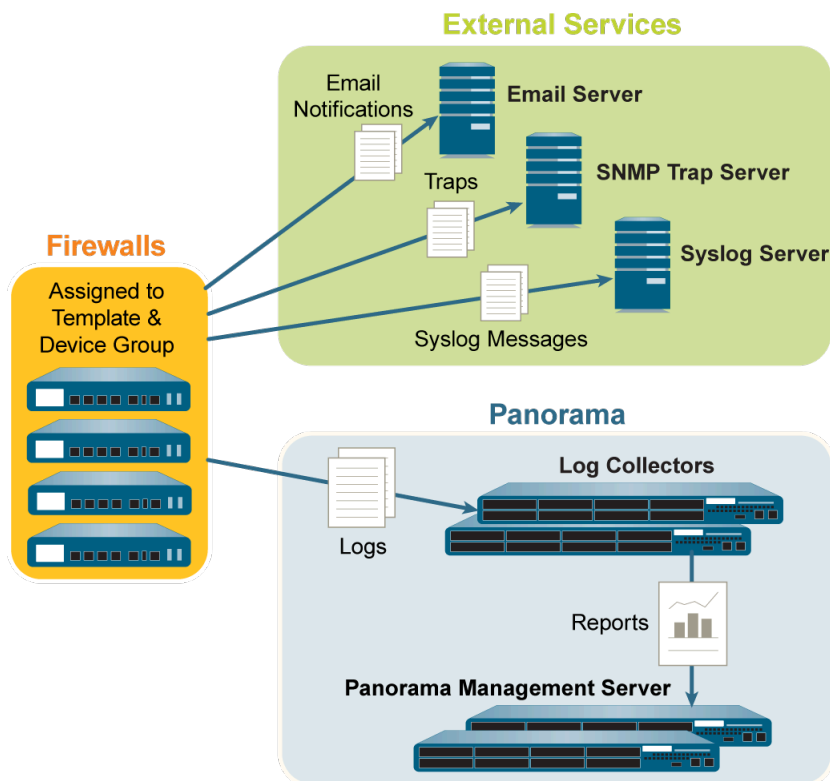 External Services
Email
Notifications
Email Server
Traps
SNMP Trap Server
Syslog Server
Syslog Messages
Firewalls
Assigned to
Template &
Device Group
Panorama
Log Collectors
Logs
Reports
Panorama Management Server